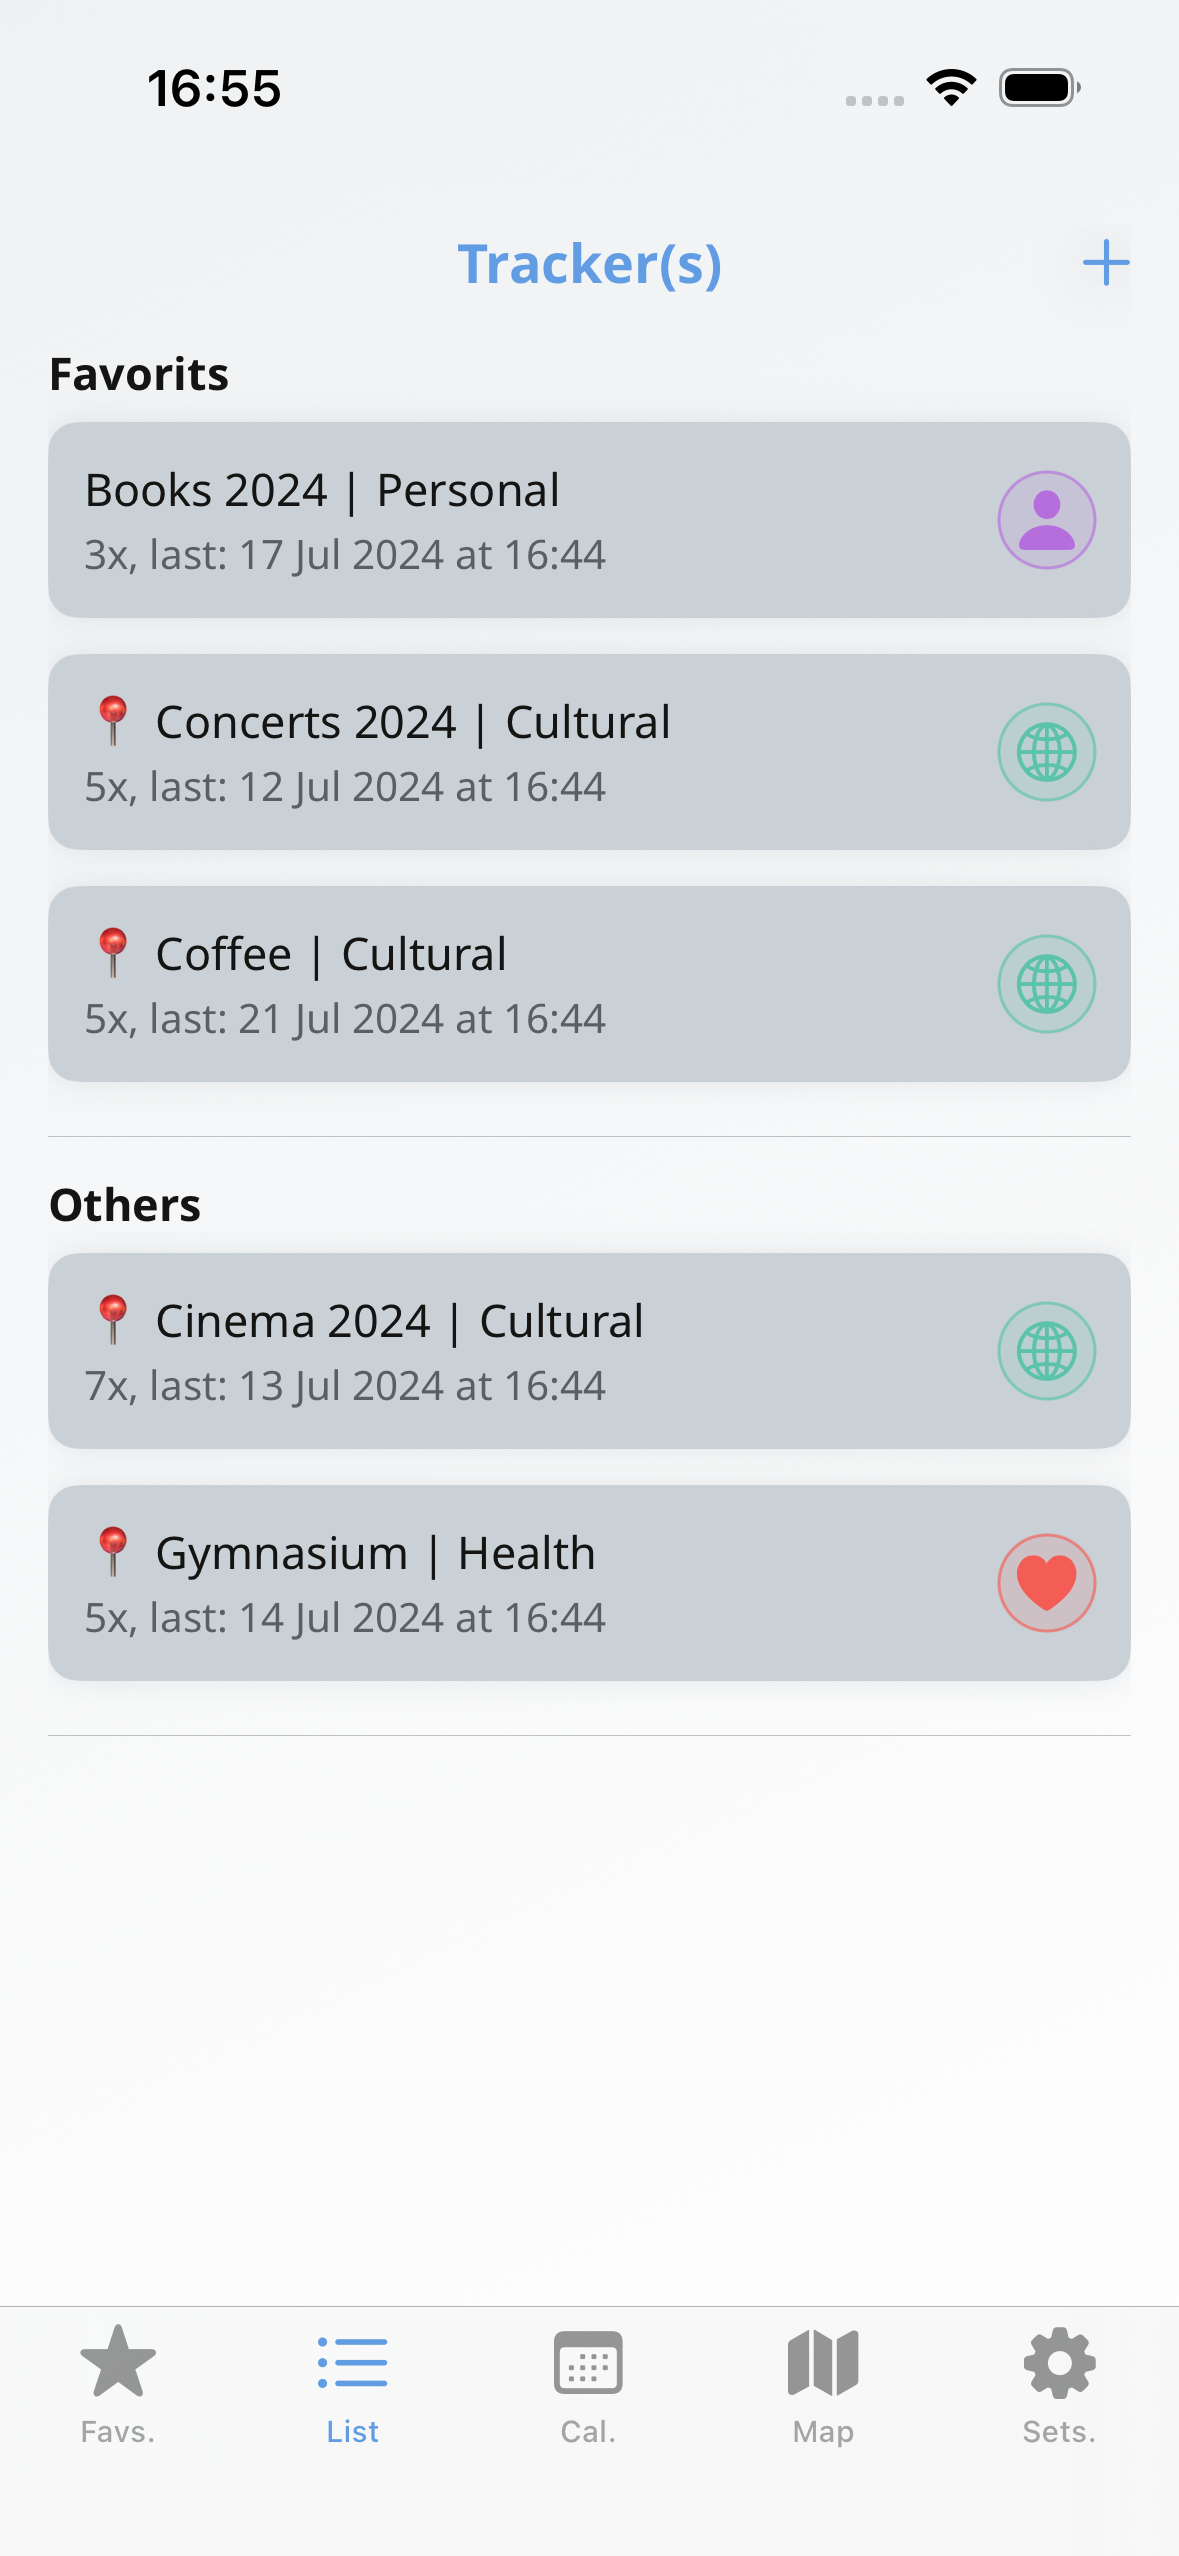 16:55
Tracker(s)
Favorits
Books 2024 | Personal
3x, last: 17 Jul 2024 at 16:44
Concerts 2024 | Cultural
5x, last: 12 Jul 2024 at 16:44
Coffee | Cultural
5x, last: 21 Jul 2024 at 16:44
Others
Cinema 2024 | Cultural
7x, last: 13 Jul 2024 at 16:44
Gymnasium | Health
5x, last: 14 Jul 2024 at 16:44
Favs. List Cal. Map Sets.